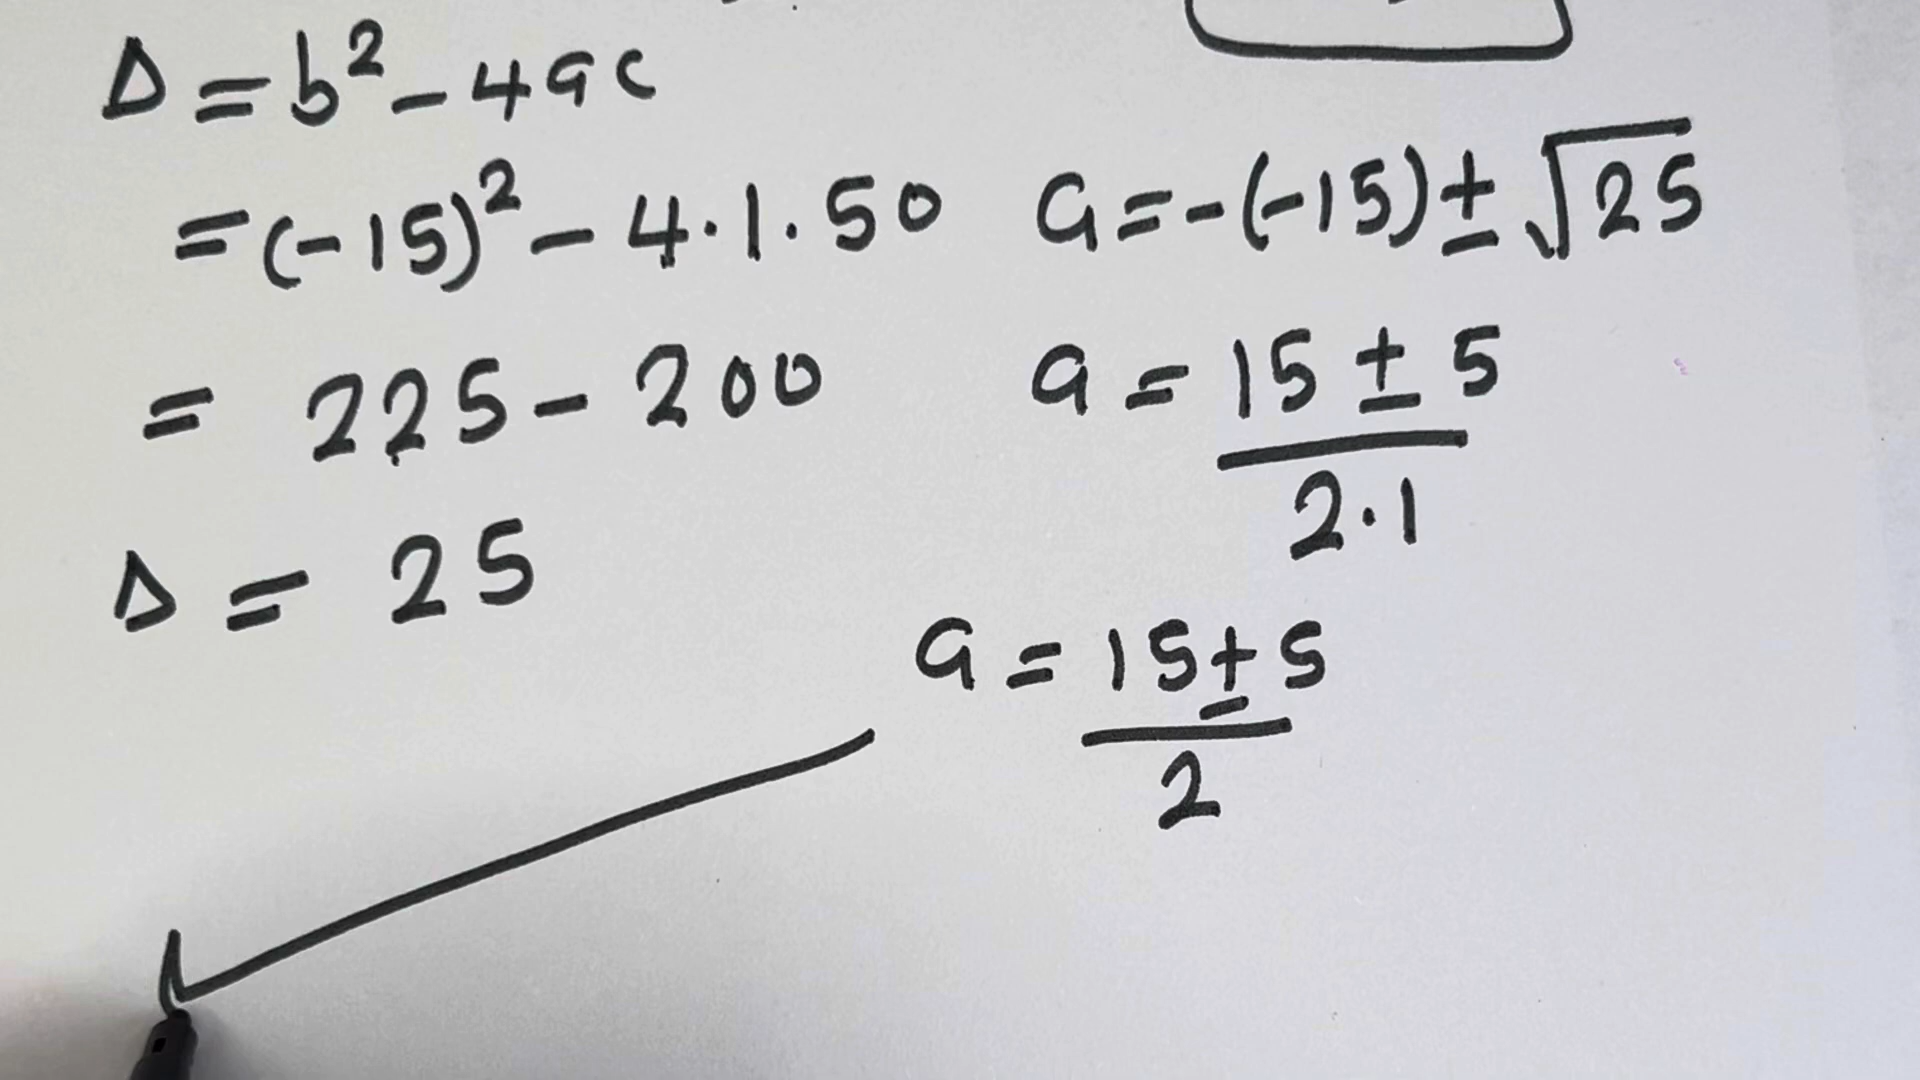 Δ = b² - 4ac
= (-15)² - 4·1·50
= 225 - 200
Δ = 25
a = -(-15) ± √25
a = 15 ± 5
2·1
a = 15 ± 5
2